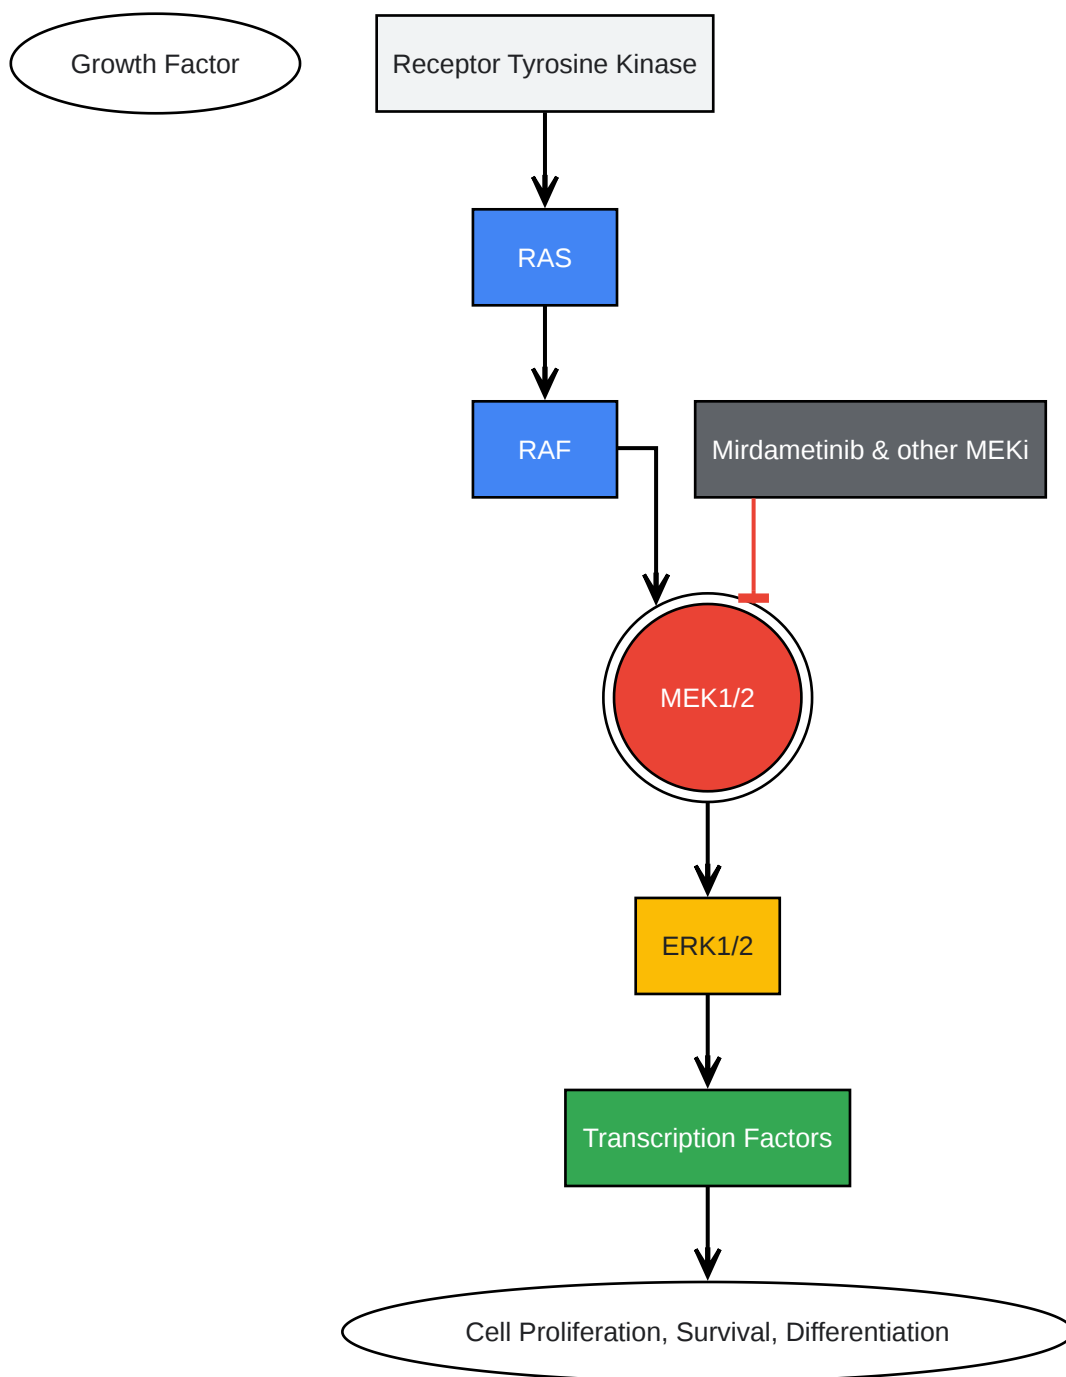 Growth Factor
Receptor Tyrosine Kinase
RAS
RAF
Mirdametinib & other MEKi
MEK1/2
ERK1/2
Transcription Factors
Cell Proliferation, Survival, Differentiation